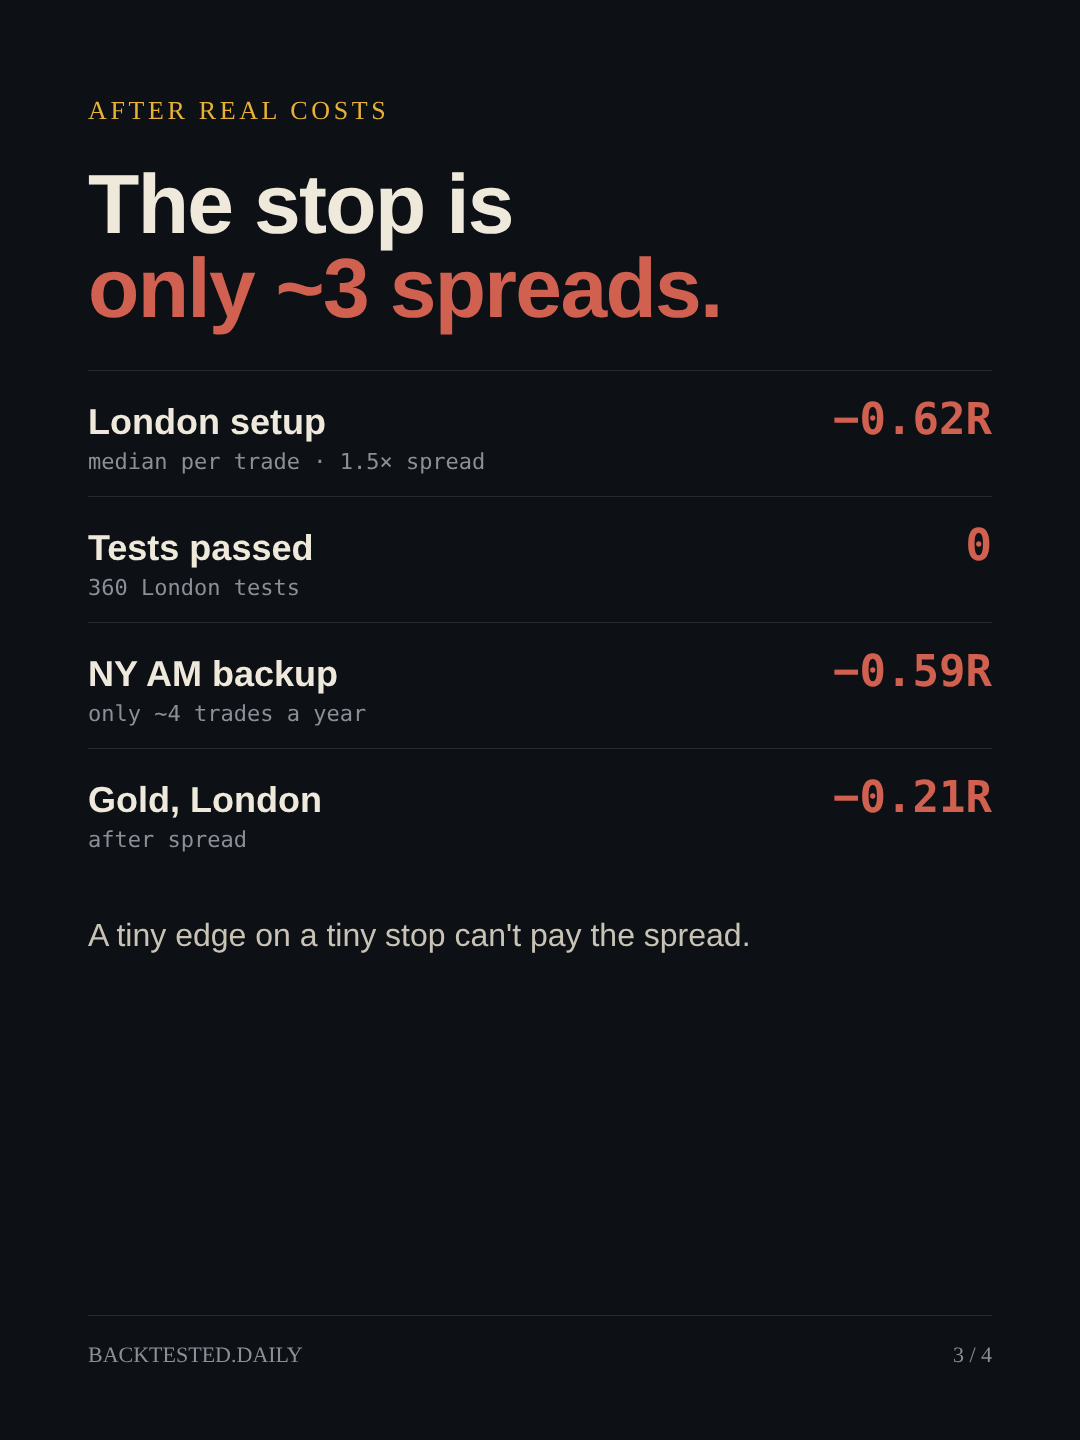 AFTER REAL COSTS
The stop is
only ~3 spreads.
London setup
−0.62R
median per trade · 1.5× spread
Tests passed
0
360 London tests
NY AM backup
−0.59R
only ~4 trades a year
Gold, London
−0.21R
after spread
A tiny edge on a tiny stop can't pay the spread.
BACKTESTED.DAILY
3 / 4